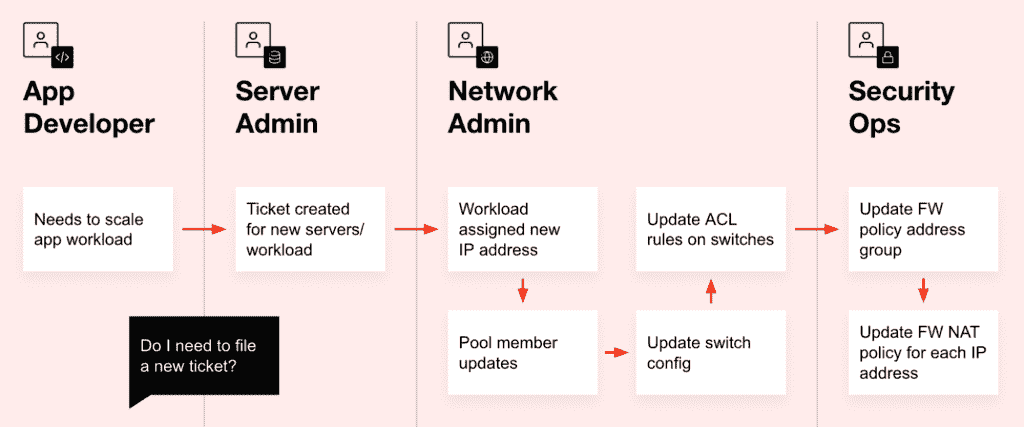 App
Developer
Server
Admin
Network
Admin
Security
Ops
Needs to scale
app workload
Ticket created
for new servers/
workload
Workload
assigned new
IP address
Update ACL
rules on switches
Update FW
policy address
group
Do I need to file
a new ticket?
Pool member
updates
Update switch
config
Update FW NAT
policy for each IP
address